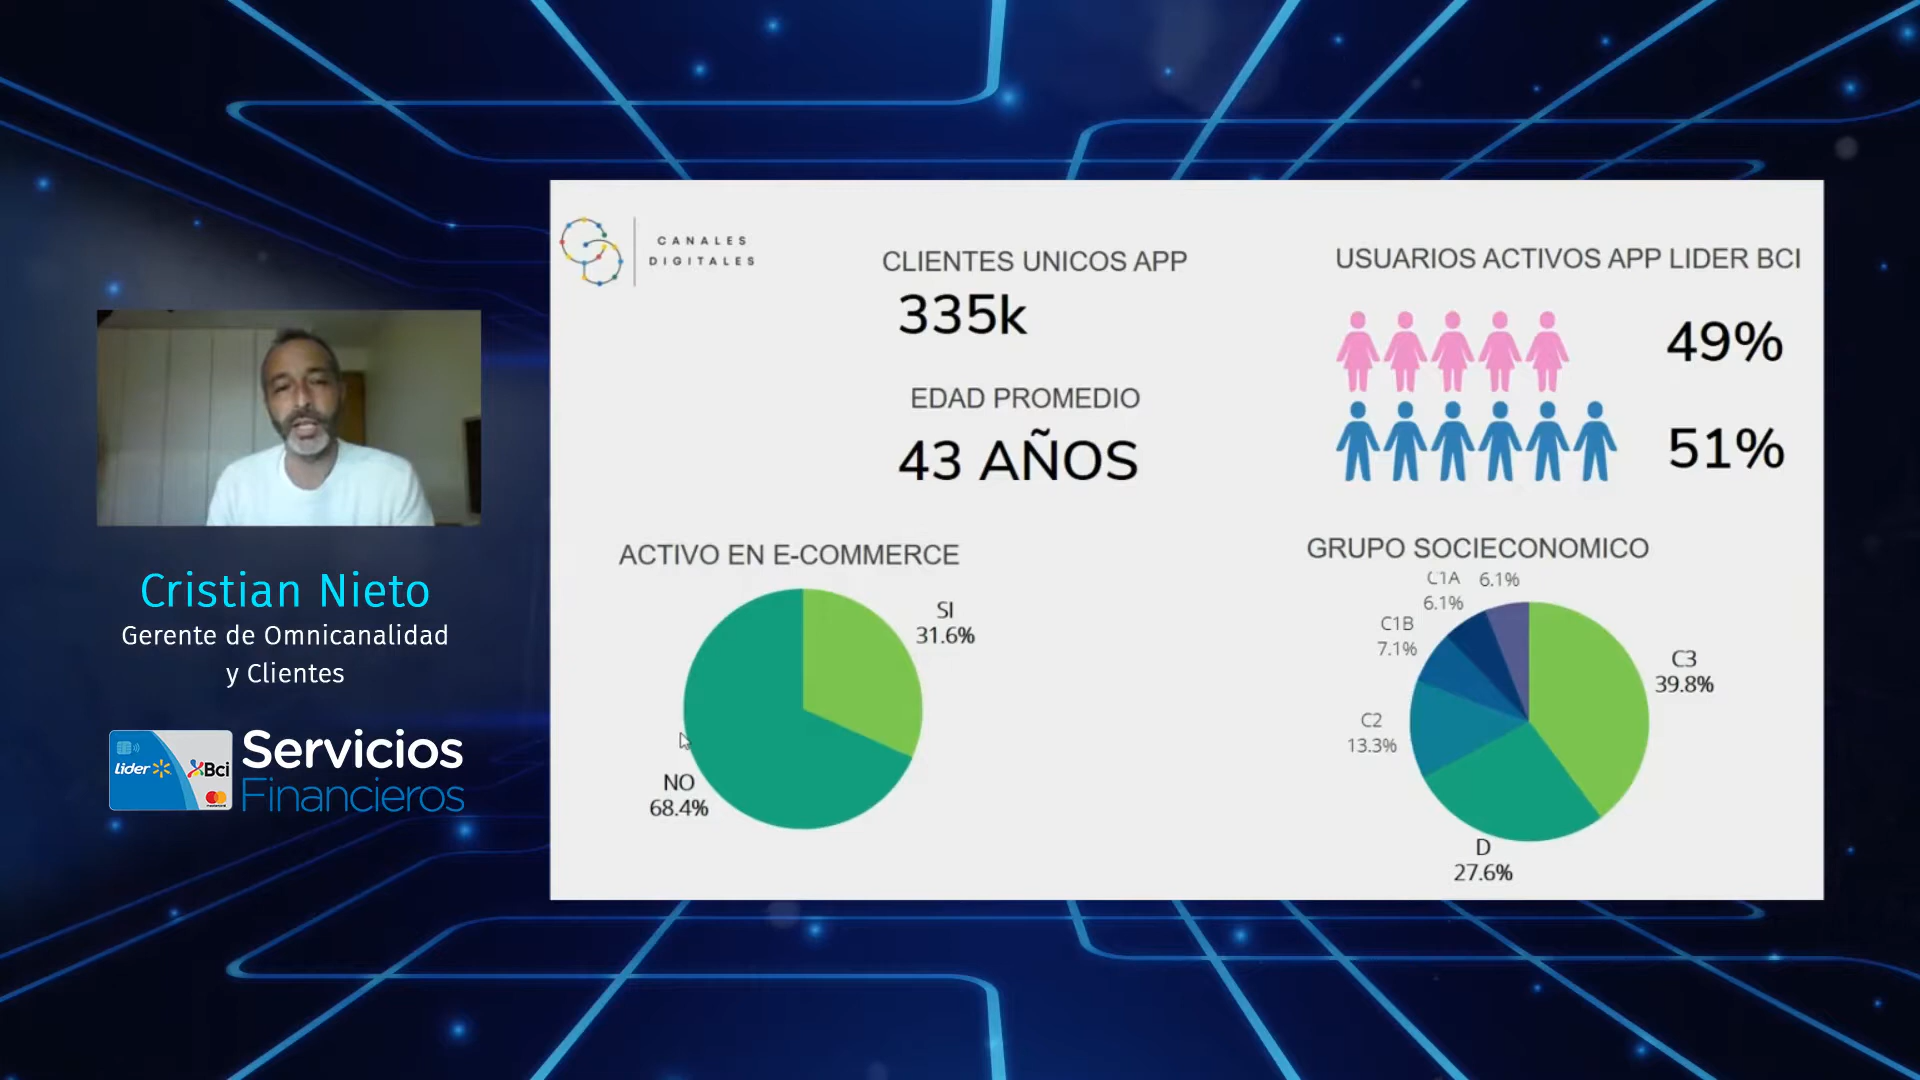 CANALES
DIGITALES
CLIENTES UNICOS APP
335k
EDAD PROMEDIO
43 AÑOS
USUARIOS ACTIVOS APP LIDER BCI
49%
51%
ACTIVO EN E-COMMERCE
SI
31.6%
NO
68.4%
GRUPO SOCIECONOMICO
C1A
6.1%
6.1%
C1B
7.1%
C2
13.3%
C3
39.8%
D
27.6%
Cristian Nieto
Gerente de Omnicanalidad
y Clientes
lider
Bci
mastercard
Servicios
Financieros